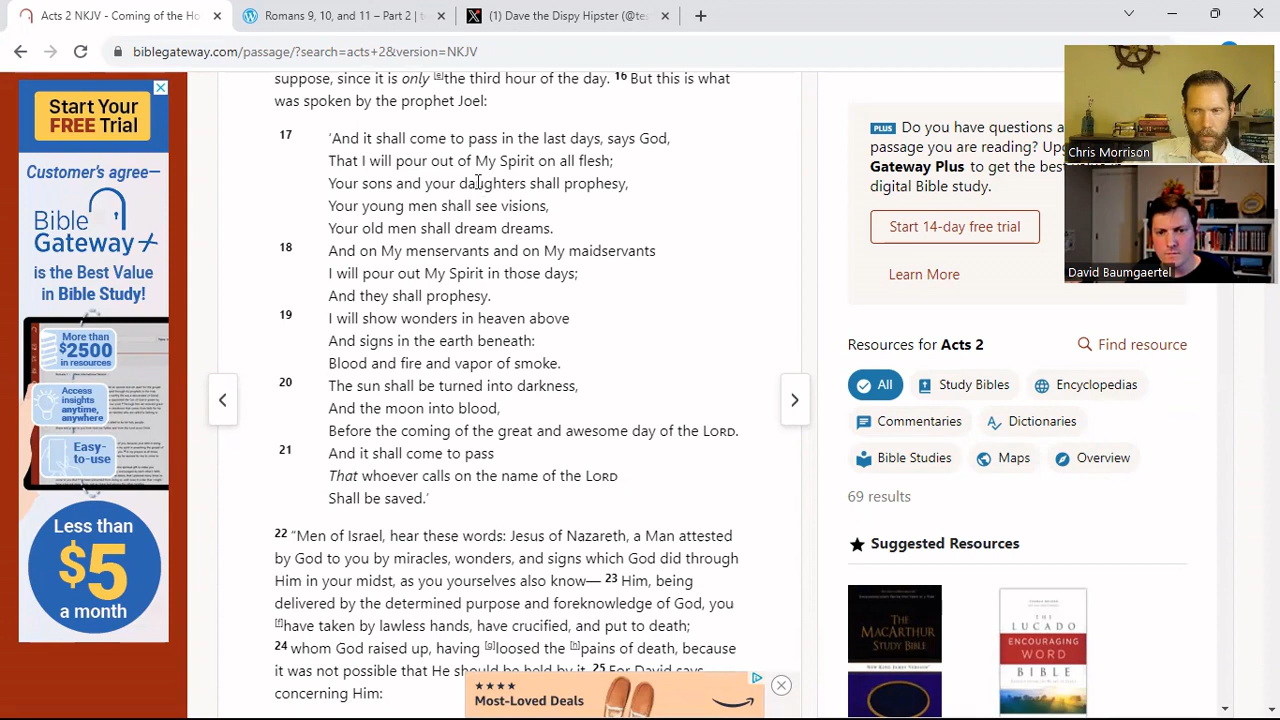 Acts 2 NKJV - Coming of the Ho
Romans 9, 10, and 11 – Part 2 |
(1) Dave the Dispy Hipster (@tes
biblegateway.com/passage/?search=acts+2&version=NKJV
Start Your
FREE Trial
Customer's agree—
Bible
Gateway+
is the Best Value
in Bible Study!
More than
$2500
in resources
Access
insights
anytime,
anywhere
Easy-
to-use
Less than
$5
a month
suppose, since it is only the third hour of the day. 16 But this is what
was spoken by the prophet Joel:
17 'And it shall come to pass in the last days, says God,
That I will pour out of My Spirit on all flesh;
Your sons and your daughters shall prophesy,
Your young men shall see visions,
Your old men shall dream dreams.
18 And on My menservants and on My maidservants
I will pour out My Spirit in those days;
And they shall prophesy.
19 I will show wonders in heaven above
And signs in the earth beneath:
Blood and fire and vapor of smoke.
20 The sun shall be turned into darkness,
And the moon into blood,
Before the coming of the great and awesome day of the LORD.
21 And it shall come to pass
That whoever calls on the name of the LORD
Shall be saved.'
22 "Men of Israel, hear these words: Jesus of Nazareth, a Man attested
by God to you by miracles, wonders, and signs which God did through
Him in your midst, as you yourselves also know— 23 Him, being
delivered by the determined purpose and foreknowledge of God, you
have taken by lawless hands, have crucified, and put to death;
24 whom God raised up, having loosed the pains of death, because
it was not possible that He should be held by it. 25 For David says
concerning
PLUS Do you have questions a
passage you are reading? Up
Gateway Plus to get the bes
digital Bible study.
Start 14-day free trial
Learn More
Chris Morrison
David Baumgaertel
Resources for Acts 2
Find resource
All
Study Bibles
Encyclopedias
Commentaries
Dictionaries
Bible Studies
Maps
Overview
69 results
Suggested Resources
THE
MACARTHUR
STUDY BIBLE
THE
LUCADO
ENCOURAGING
WORD
BIBLE
Most-Loved Deals